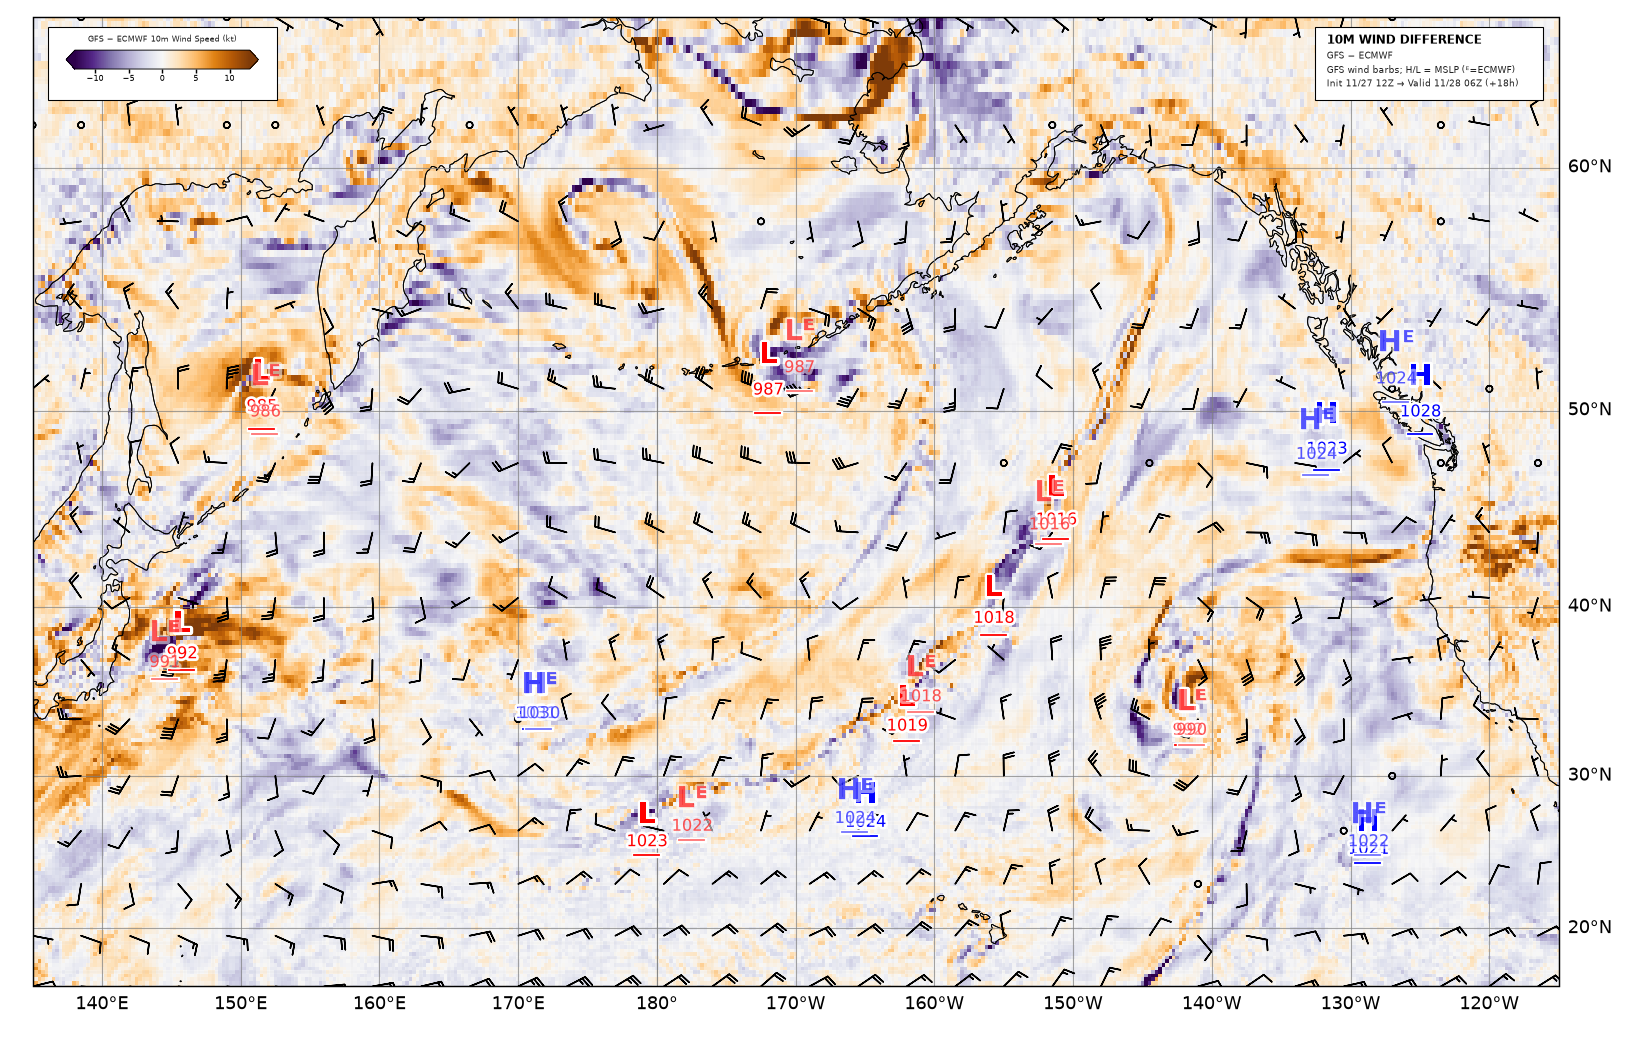 GFS − ECMWF 10m Wind Speed (kt)
−10 −5 0 5 10
10M WIND DIFFERENCE
GFS − ECMWF
GFS wind barbs; H/L = MSLP (ᴱ=ECMWF)
Init 11/27 12Z → Valid 11/28 06Z (+18h)
60°N
L E
987
L
987
H E
1024
H
1028
L E
985
986
50°N
H E
H
1023
1024
L E
L
1016
1016
L
1018
40°N
L E
L
991
992
L E
1018
L
1019
H E
1030
L E
990
30°N
L E
1022
L
1023
H E
H
1024
1024
H E
H
1022
1021
20°N
140°E 150°E 160°E 170°E 180° 170°W 160°W 150°W 140°W 130°W 120°W